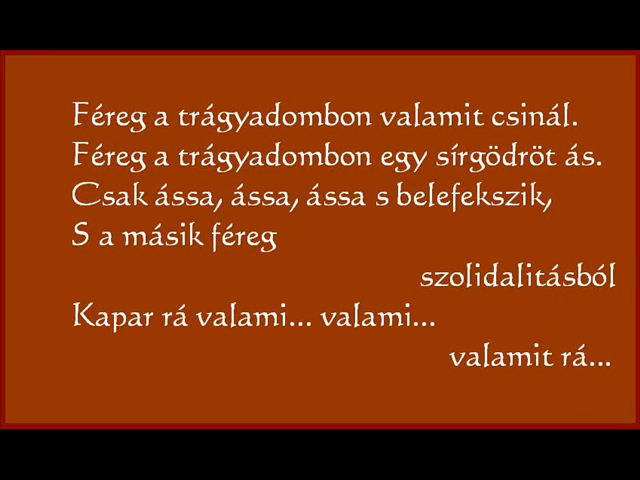 Féreg a trágyadombon valamit csinál.
Féreg a trágyadombon egy sírgödröt ás.
Csak ássa, ássa, ássa s belefekszik,
S a másik féreg
szolidalitásból
Kapar rá valami... valami...
valamit rá...